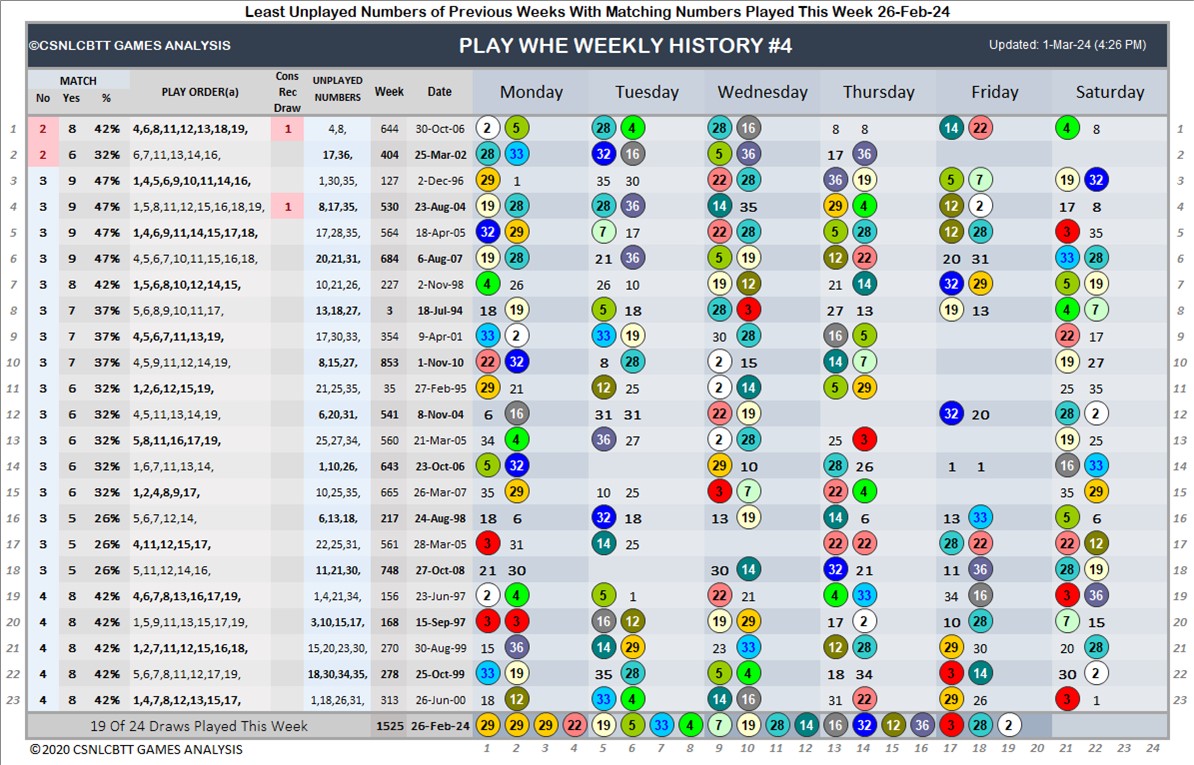 Least Unplayed Numbers of Previous Weeks With Matching Numbers Played This Week 26-Feb-24
©CSNLCBTT GAMES ANALYSIS PLAY WHE WEEKLY HISTORY #4 Updated: 1-Mar-24 (4:26 PM)
MATCH
No Yes % PLAY ORDER(a) Cons Rec Draw UNPLAYED NUMBERS Week Date Monday Tuesday Wednesday Thursday Friday Saturday
1 2 8 42% 4,6,8,11,12,13,18,19, 1 4,8, 644 30-Oct-06 2 5 28 4 28 16 8 8 14 22 4 8 1
2 2 6 32% 6,7,11,13,14,16, 17,36, 404 25-Mar-02 28 33 32 16 5 36 17 36 2
3 9 47% 1,4,5,6,9,10,11,14,16, 1,30,35, 127 2-Dec-96 29 1 35 30 22 28 36 19 5 7 19 32 3
4 3 9 47% 1,5,6,11,12,15,16,18,19, 1 8,17,35, 530 23-Aug-04 19 28 28 36 14 35 29 4 12 2 17 8 4
5 3 9 47% 1,4,6,9,11,14,15,17,18, 17,28,35, 564 18-Apr-05 32 29 7 17 22 28 5 28 12 28 3 35 5
6 3 9 47% 4,5,6,7,10,11,15,16,18, 20,21,31, 684 6-Aug-07 19 28 21 36 5 19 12 22 20 31 33 28 6
7 3 8 42% 1,5,6,8,10,12,14,15, 10,21,26, 227 2-Nov-98 4 26 26 10 19 12 21 14 32 29 5 19 7
8 3 7 37% 5,6,8,9,10,11,17, 13,18,27, 3 18-Jul-94 18 19 5 18 28 3 27 13 19 13 4 7 8
9 3 7 37% 4,5,6,7,11,13,19, 17,30,33, 354 9-Apr-01 33 2 33 19 30 28 16 5 22 17 9
10 3 7 37% 4,5,9,11,12,14,19, 8,15,27, 853 1-Nov-10 22 32 8 28 2 15 14 7 19 27 10
11 3 6 32% 1,2,6,12,15,19, 21,25,35, 35 27-Feb-95 29 21 12 25 2 14 5 29 25 35 11
12 3 6 32% 4,5,11,13,14,19, 6,20,31, 541 8-Nov-04 6 16 31 31 22 19 32 20 28 2 12
13 3 6 32% 5,8,11,16,17,19, 25,27,34, 560 21-Mar-05 34 4 36 27 2 28 25 3 19 25 13
14 3 6 32% 1,6,7,11,13,14, 1,10,26, 643 23-Oct-06 5 32 29 10 28 26 1 1 16 33 14
15 3 6 32% 1,2,4,8,9,17, 10,25,35, 665 26-Mar-07 35 29 10 25 3 7 22 4 35 29 15
16 3 5 26% 5,6,7,12,14, 6,13,18, 217 24-Aug-98 18 6 32 18 13 19 14 6 13 33 5 6 16
17 3 5 26% 4,11,12,15,17, 22,25,31, 561 28-Mar-05 3 31 14 25 22 22 28 22 22 12 17
18 3 5 26% 5,11,12,14,16, 11,21,30, 748 27-Oct-08 21 30 30 14 32 21 11 36 28 19 18
19 4 8 42% 4,6,7,8,13,16,17,19, 1,4,21,34, 156 23-Jun-97 2 4 5 1 22 21 4 33 34 16 3 36 19
20 4 8 42% 1,5,9,11,13,15,17,19, 3,10,15,17, 168 15-Sep-97 3 3 16 12 19 29 17 2 10 28 7 15 20
21 4 8 42% 1,2,7,11,12,15,16,18, 15,20,23,30, 270 30-Aug-99 15 36 14 29 23 33 12 28 29 30 20 28 21
22 4 8 42% 5,6,7,8,11,12,17,19, 18,30,34,35, 278 25-Oct-99 33 19 35 28 5 4 18 34 3 14 30 2 22
23 4 8 42% 1,4,7,8,12,13,15,17, 1,18,26,31, 313 26-Jun-00 18 12 33 4 14 16 31 22 29 26 3 1 23
19 Of 24 Draws Played This Week 1525 26-Feb-24 29 29 29 22 19 5 33 4 7 19 28 14 16 32 12 36 3 28 2
© 2020 CSNLCBTT GAMES ANALYSIS 1 2 3 4 5 6 7 8 9 10 11 12 13 14 15 16 17 18 19 20 21 22 23 24